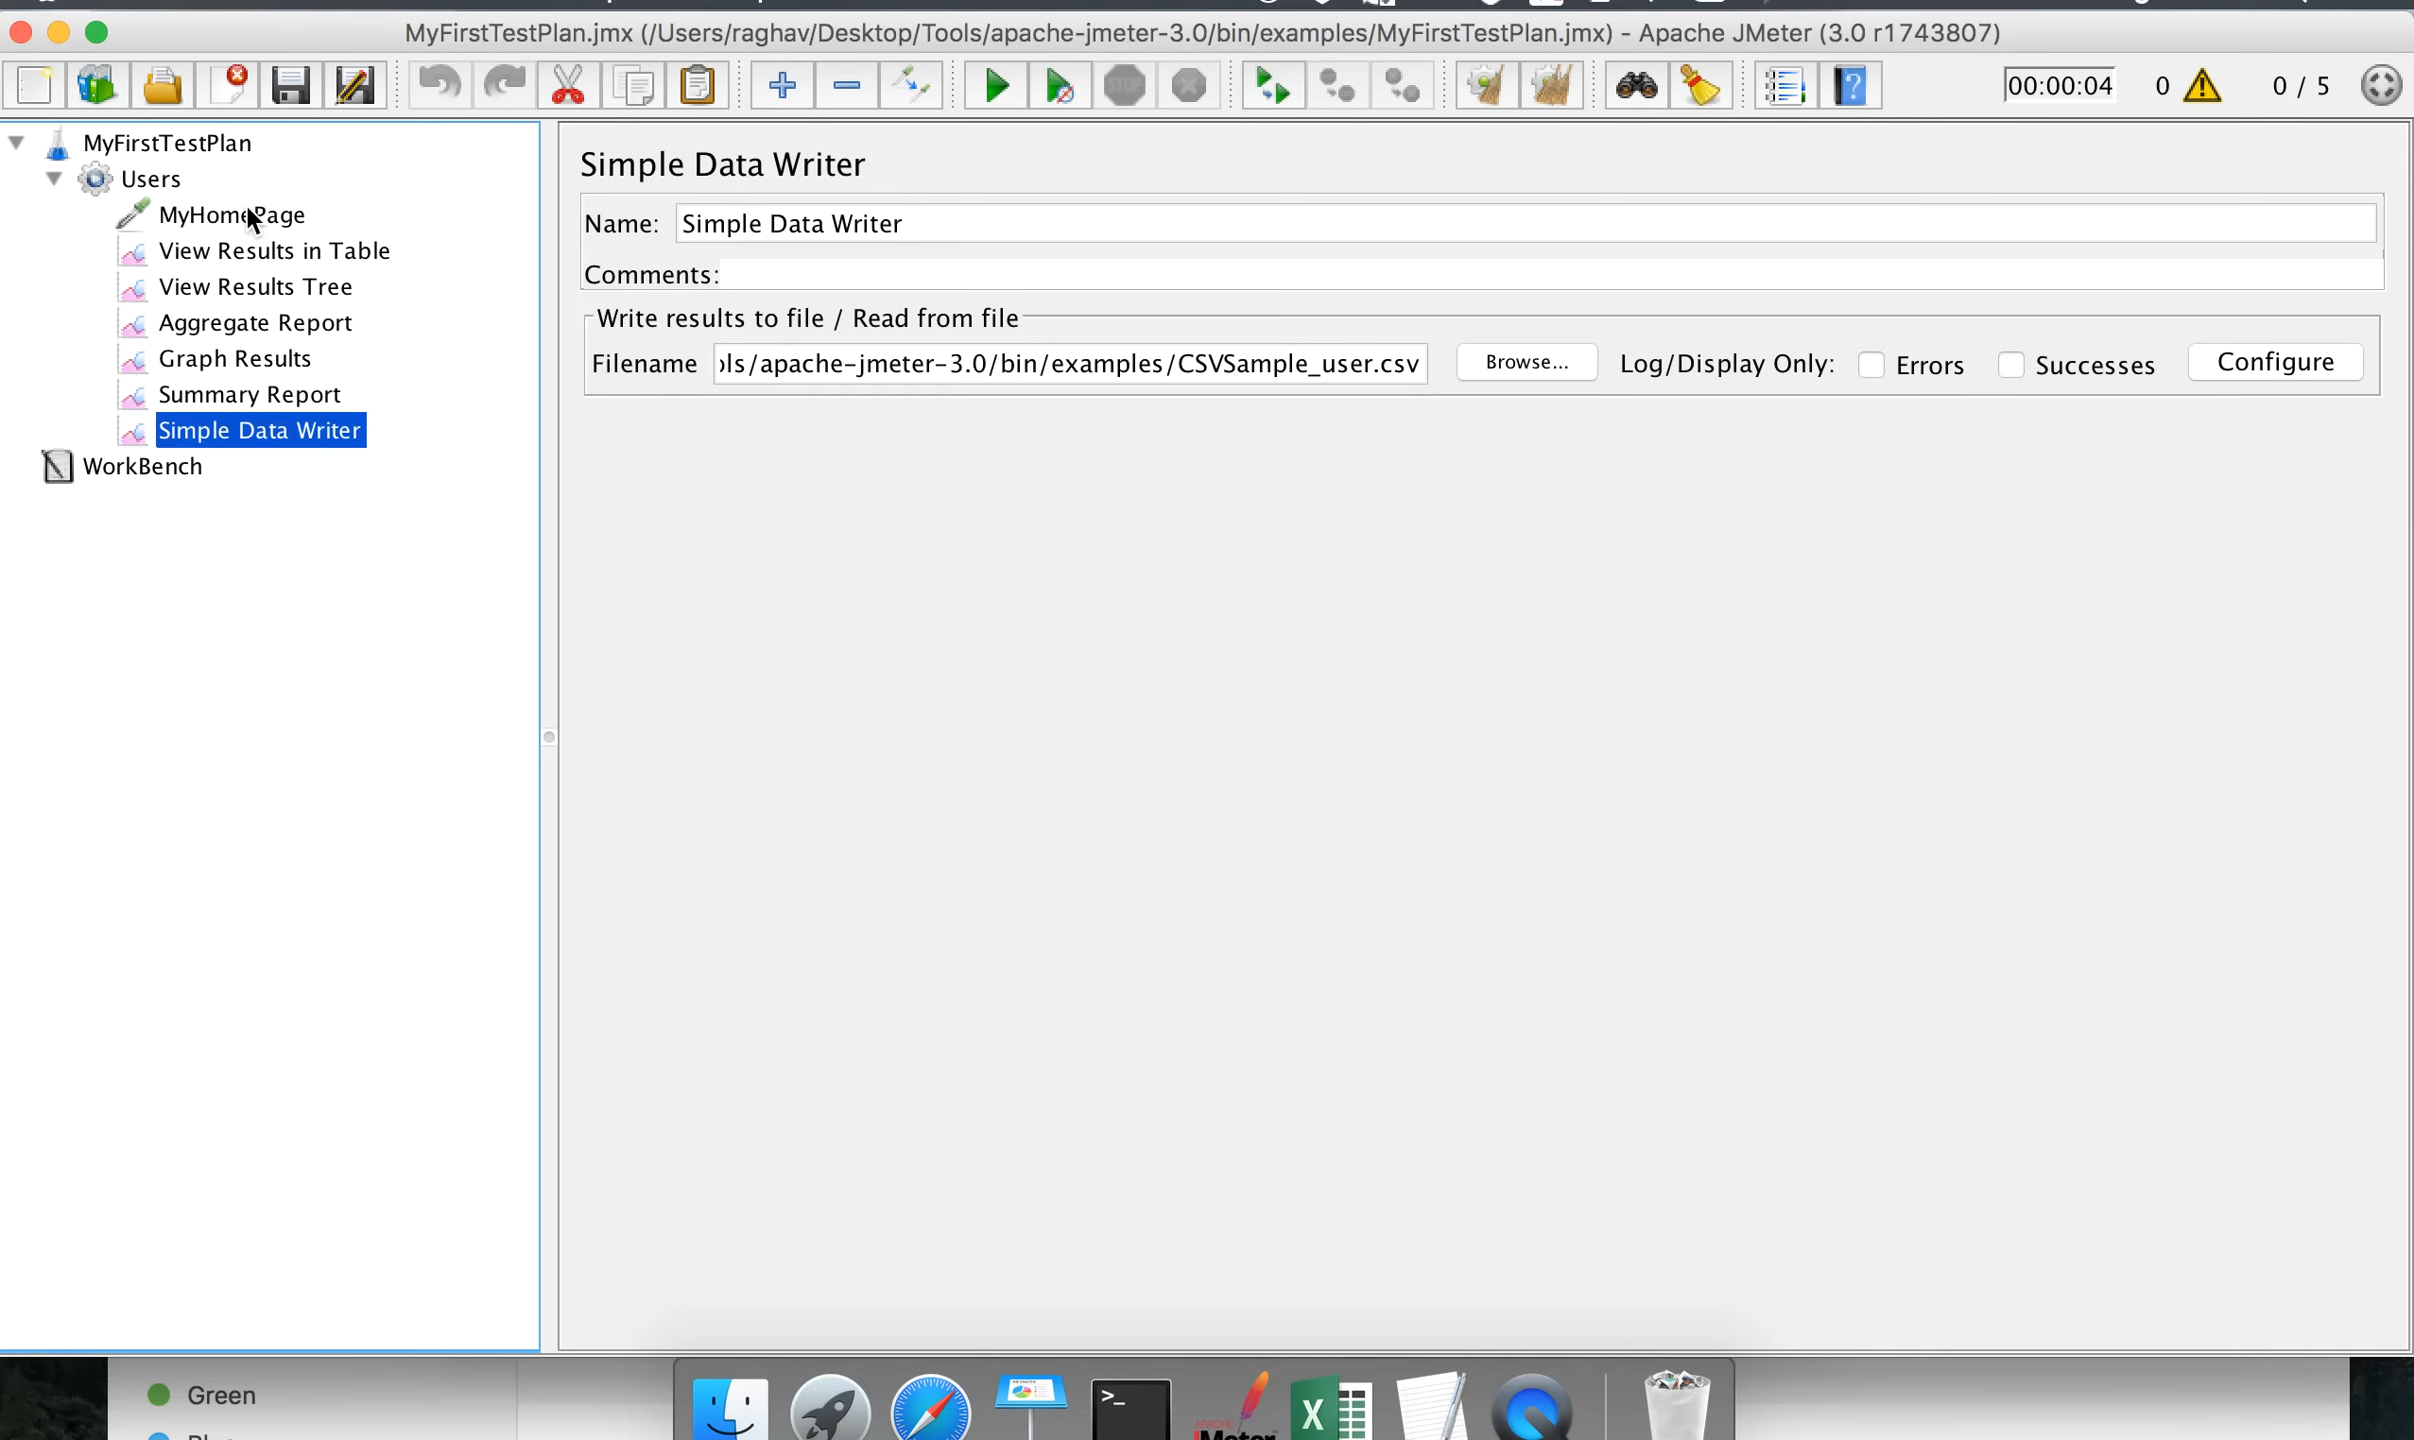 MyFirstTestPlan.jmx (/Users/raghav/Desktop/Tools/apache-jmeter-3.0/bin/examples/MyFirstTestPlan.jmx) - Apache JMeter (3.0 r1743807)
STOP
00:00:04 0 0 / 5
MyFirstTestPlan
Users
MyHomePage
View Results in Table
View Results Tree
Aggregate Report
Graph Results
Summary Report
Simple Data Writer
WorkBench
Simple Data Writer
Name: Simple Data Writer
Comments:
Write results to file / Read from file
Filename ls/apache-jmeter-3.0/bin/examples/CSVSample_user.csv Browse... Log/Display Only: Errors Successes Configure
Green
APACHE